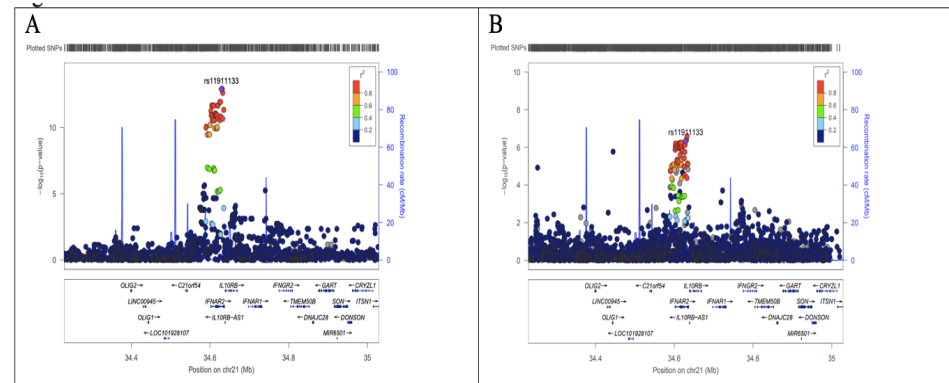 A
Plotted SNPs
rs11911133
r²
0.8
0.6
0.4
0.2
10
5
0
−log₁₀(p−value)
100
80
60
40
20
0
Recombination rate (cM/Mb)
OLIG2→ ←C21orf54 IL10RB→ IFNGR2→ ←GART ←CRYZL1
LINC00945→ IFNAR2→ IFNAR1→ ←TMEM50B SON→ ITSN1→
OLIG1→ ←IL10RB−AS1 ←DNAJC28 ←DONSON
←LOC101928107 MIR6501→
34.4 34.6 34.8 35
Position on chr21 (Mb)
B
Plotted SNPs
rs11911133
r²
0.8
0.6
0.4
0.2
10
8
6
4
2
0
−log₁₀(p−value)
100
80
60
40
20
0
Recombination rate (cM/Mb)
OLIG2→ ←C21orf54 IL10RB→ IFNGR2→ ←GART ←CRYZL1
LINC00945→ IFNAR2→ IFNAR1→ ←TMEM50B SON→ ITSN1→
OLIG1→ ←IL10RB−AS1 ←DNAJC28 ←DONSON
←LOC101928107 MIR6501→
34.4 34.6 34.8 35
Position on chr21 (Mb)